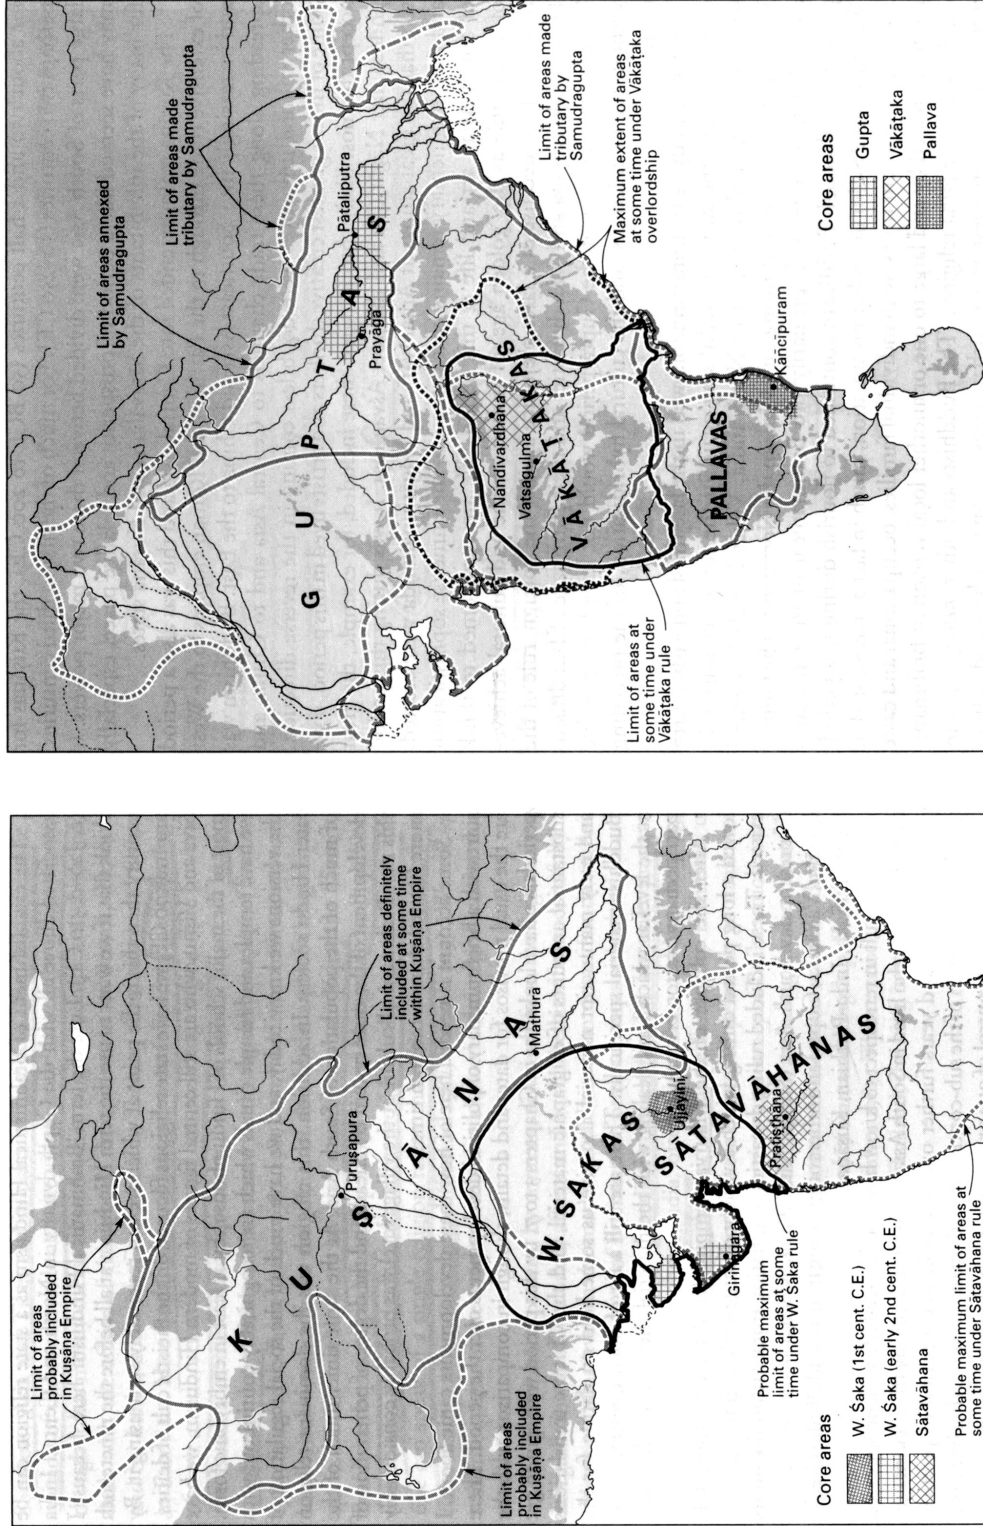 Limit of areas
probably included
in Kuṣāṇa Empire
Limit of areas definitely
included at some time
within Kuṣāṇa Empire
Limit of areas
probably included
in Kuṣāṇa Empire
KUṢĀṆAS
Puruṣapura
Mathurā
W. ŚAKAS
Ujjayinī
SĀTAVĀHANAS
Girinagara
Pratiṣṭhāna
Probable maximum
limit of areas at some
time under W. Śaka rule
Core areas
W. Śaka (1st cent. C.E.)
W. Śaka (early 2nd cent. C.E.)
Sātavāhana
Probable maximum limit of areas at
some time under Sātavāhana rule
Limit of areas annexed
by Samudragupta
Limit of areas made
tributary by Samudragupta
GUPTAS
Pāṭaliputra
Prayāga
Nandivardhana
Vatsagulma
VĀKĀṬAKAS
Limit of areas made
tributary by
Samudragupta
Maximum extent of areas
at some time under Vākāṭaka
overlordship
Limit of areas at
some time under
Vākāṭaka rule
PALLAVAS
Kāñcipuram
Core areas
Gupta
Vākāṭaka
Pallava